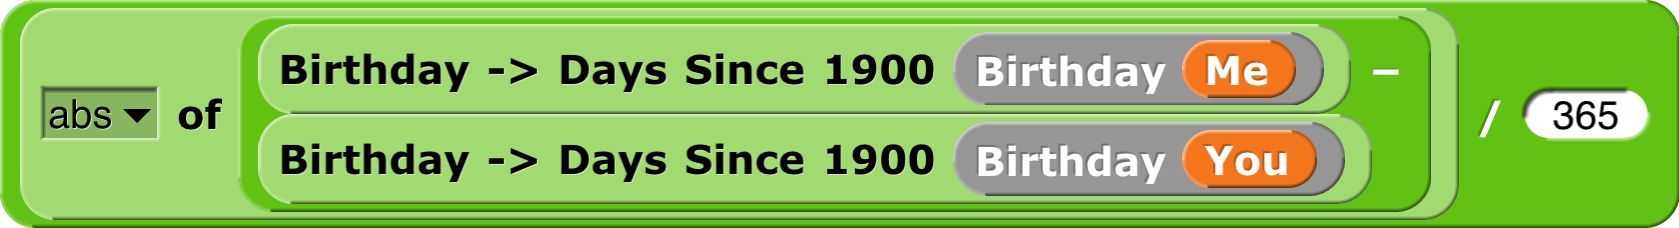 Birthday -> Days Since 1900 Birthday Me −
abs of / 365
Birthday -> Days Since 1900 Birthday You